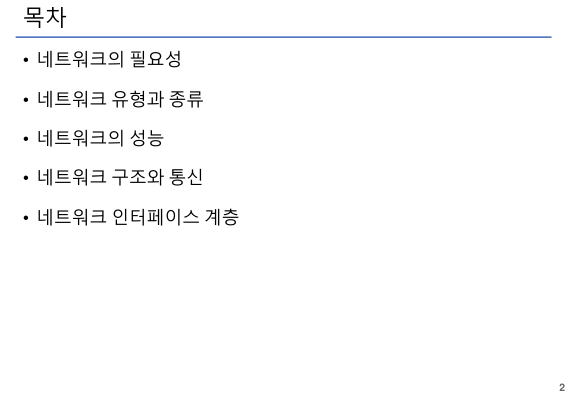 목차
• 네트워크의 필요성
• 네트워크 유형과 종류
• 네트워크의 성능
• 네트워크 구조와 통신
• 네트워크 인터페이스 계층
2